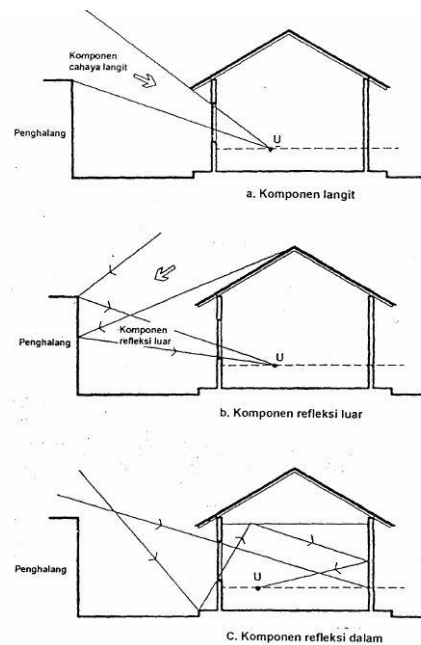 Komponen
cahaya langit
Penghalang
U
a. Komponen langit
Penghalang
Komponen
refleksi luar
U
b. Komponen refleksi luar
Penghalang
U
C. Komponen refleksi dalam